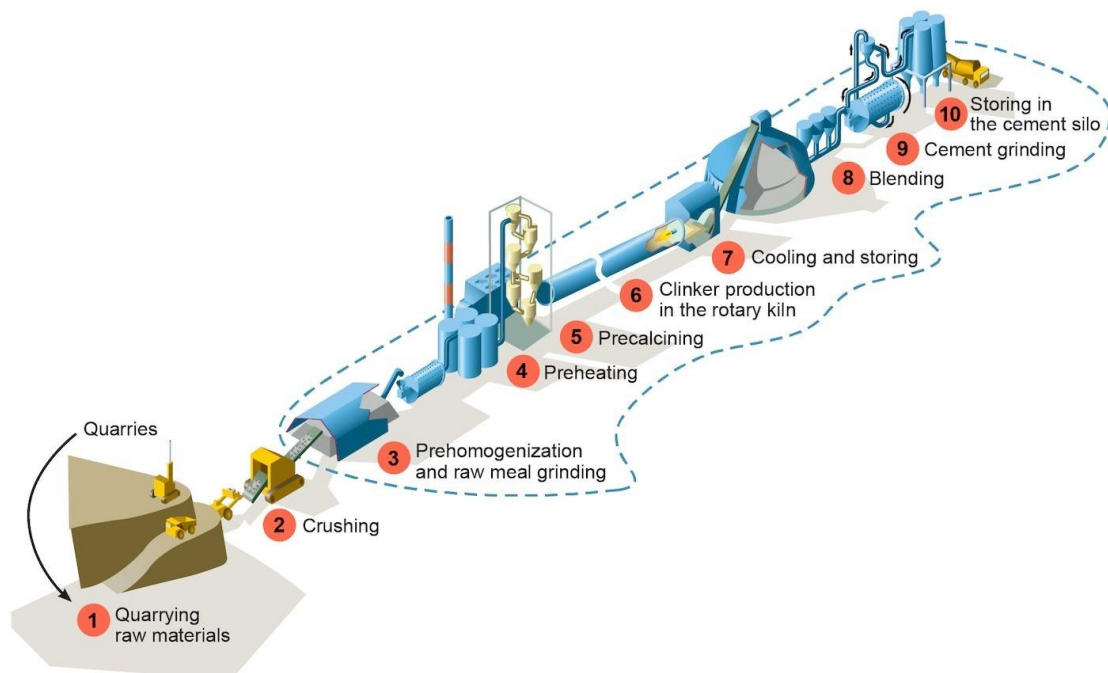 Quarries
1
Quarrying
raw materials
2
Crushing
3
Prehomogenization
and raw meal grinding
4
Preheating
5
Precalcining
6
Clinker production
in the rotary kiln
7
Cooling and storing
8
Blending
9
Cement grinding
10
Storing in
the cement silo